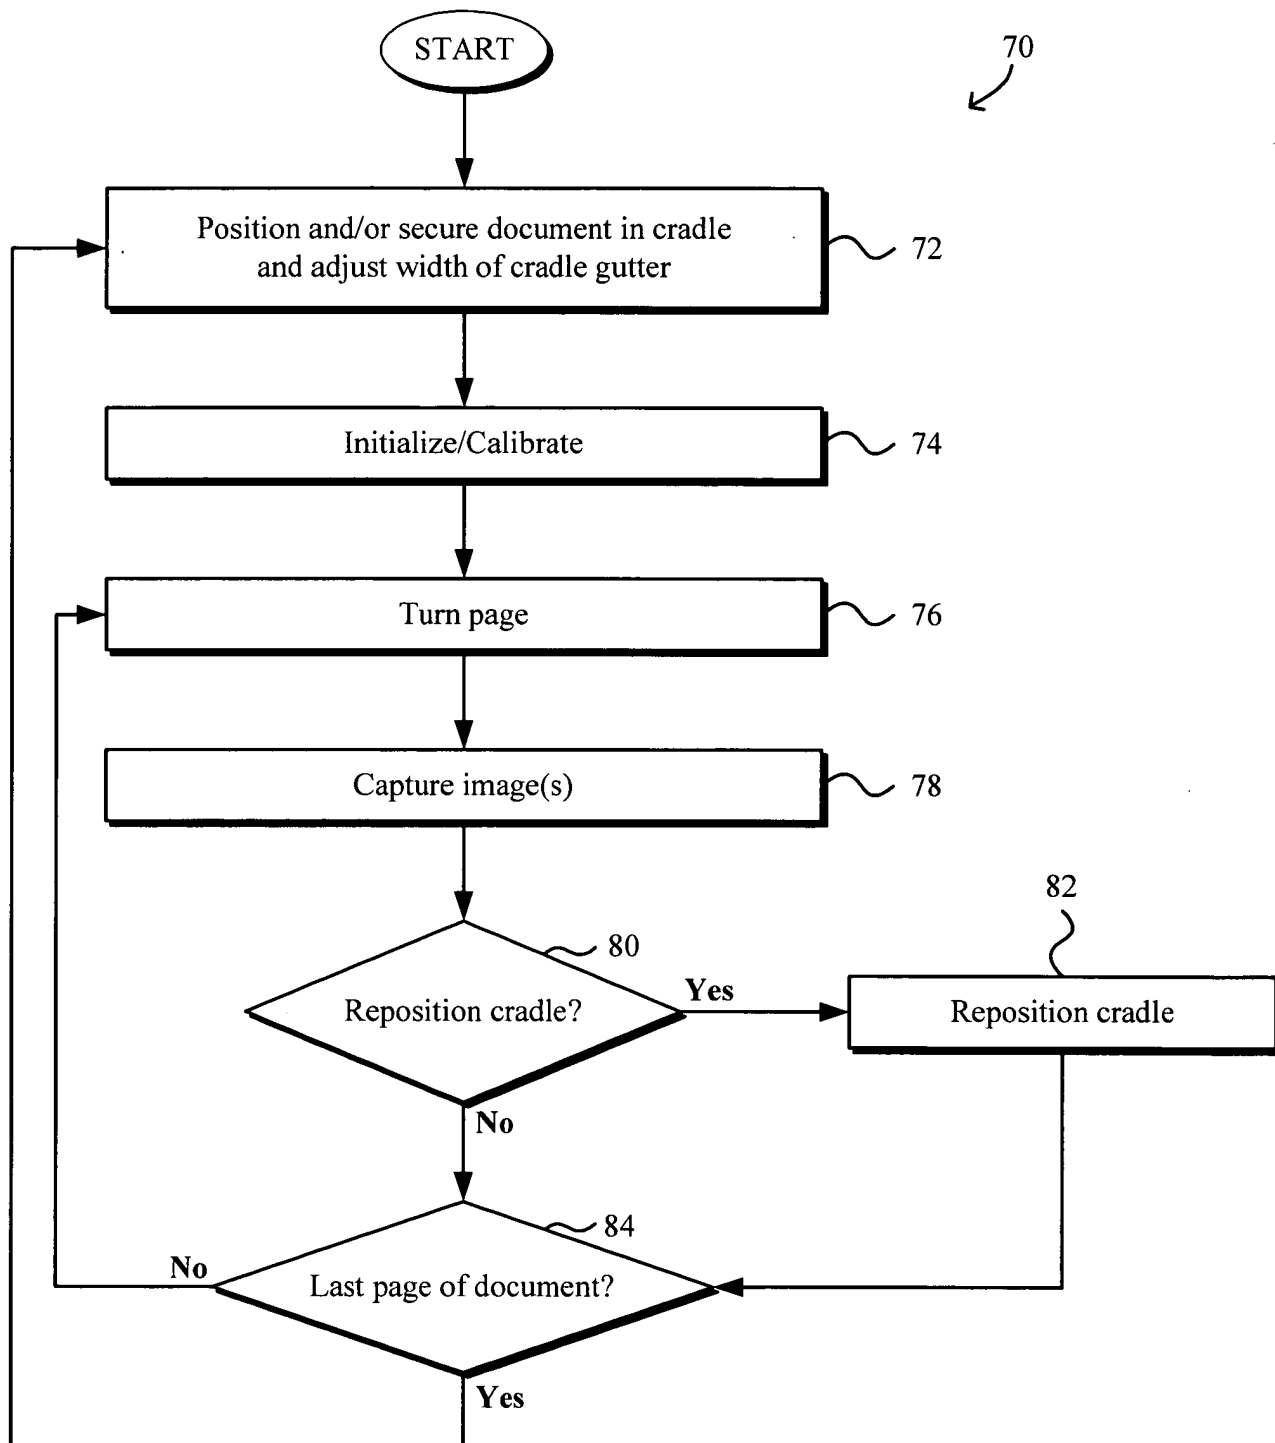 START
70
Position and/or secure document in cradle
and adjust width of cradle gutter
72
Initialize/Calibrate
74
Turn page
76
Capture image(s)
78
82
80
Reposition cradle?
Yes
Reposition cradle
No
84
No
Last page of document?
Yes